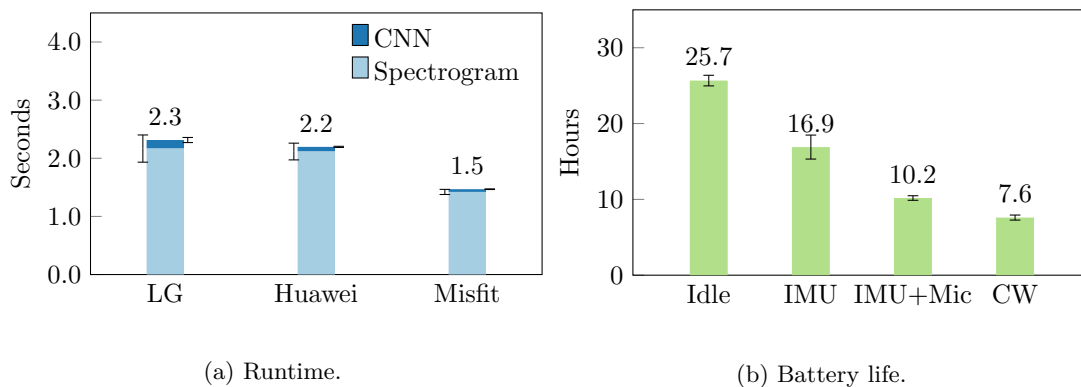 Seconds
4.0
3.0
2.0
1.0
0.0
CNN
Spectrogram
2.3
2.2
1.5
LG Huawei Misfit
(a) Runtime.
Hours
30
20
10
0
25.7
16.9
10.2
7.6
Idle IMU IMU+Mic CW
(b) Battery life.